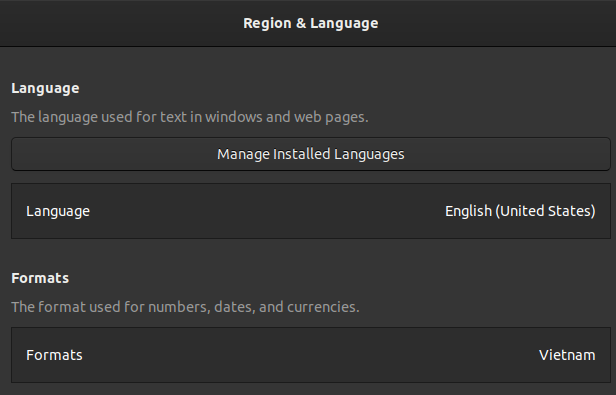 Region & Language
Language
The language used for text in windows and web pages.
Manage Installed Languages
Language English (United States)
Formats
The format used for numbers, dates, and currencies.
Formats Vietnam